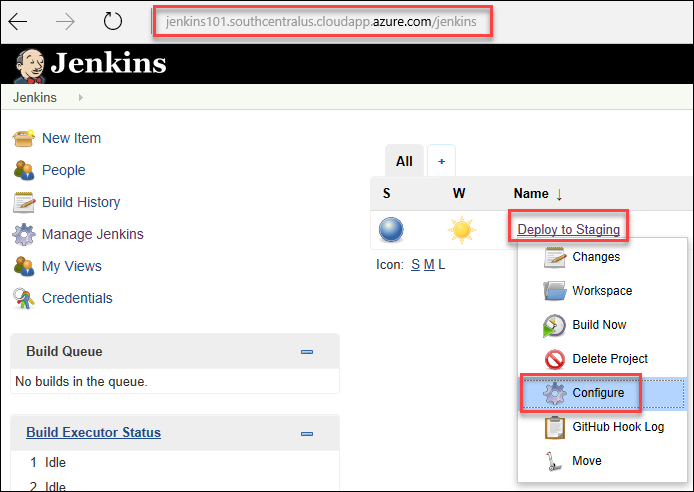 jenkins101.southcentralus.cloudapp.azure.com/jenkins
Jenkins
Jenkins
New Item
People
Build History
Manage Jenkins
My Views
Credentials
Build Queue
No builds in the queue.
Build Executor Status
1 Idle
2 Idle
All +
S W Name ↓
Deploy to Staging
Icon: S M L
Changes
Workspace
Build Now
Delete Project
Configure
GitHub Hook Log
Move